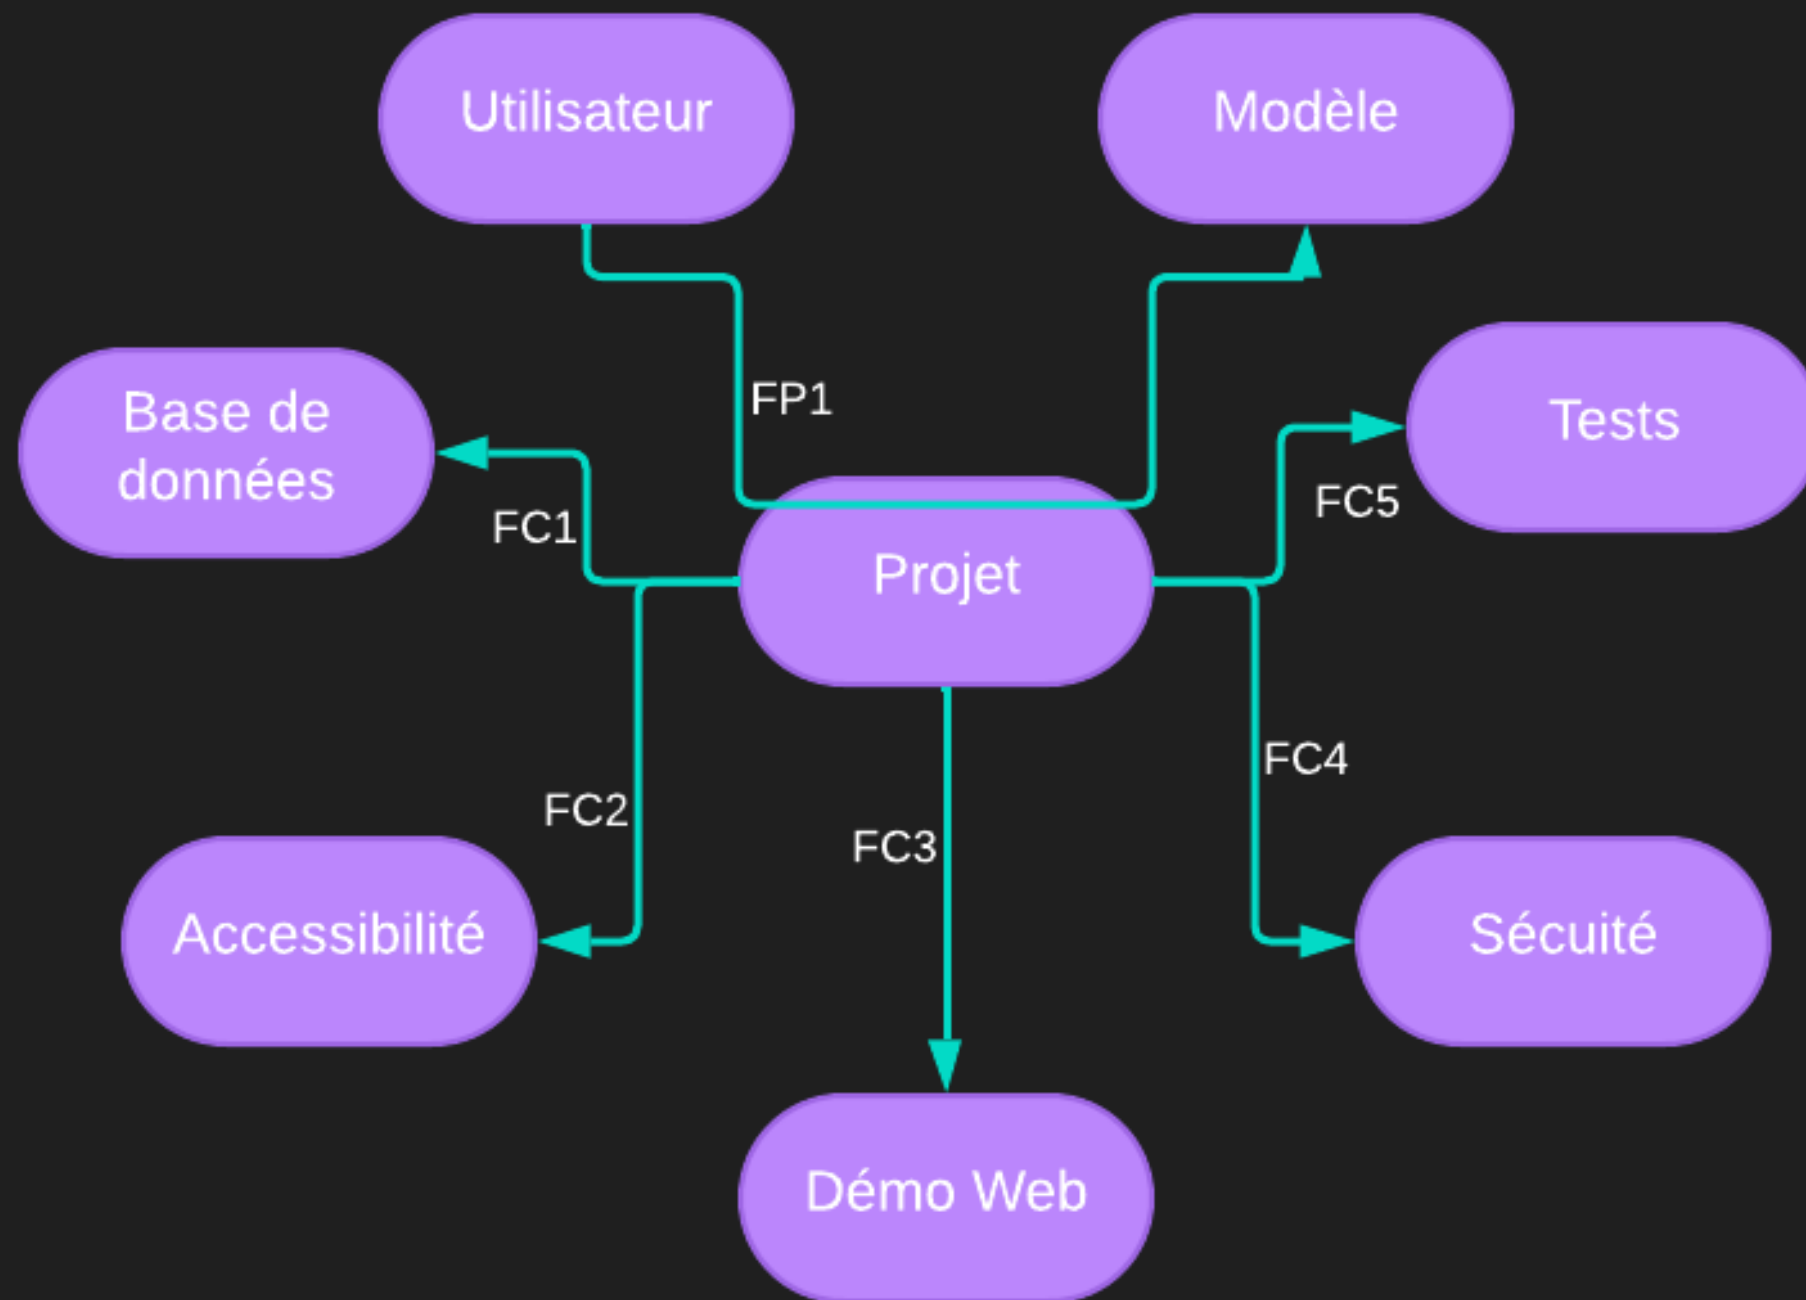 Utilisateur
Modèle
Base de
données
FP1
Tests
FC1
FC5
Projet
FC4
FC2
FC3
Accessibilité
Sécuité
Démo Web